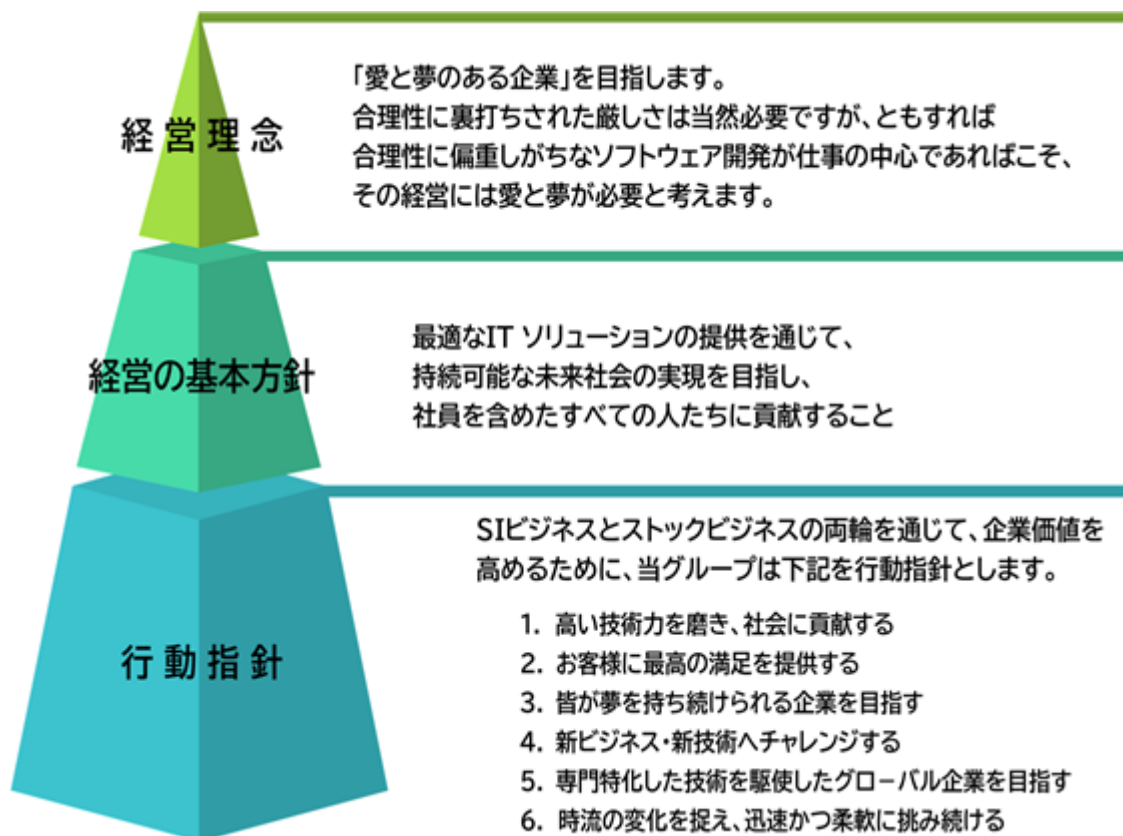 経営理念
「愛と夢のある企業」を目指します。
合理性に裏打ちされた厳しさは当然必要ですが、ともすれば
合理性に偏重しがちなソフトウェア開発が仕事の中心であればこそ、
その経営には愛と夢が必要と考えます。
経営の基本方針
最適なIT ソリューションの提供を通じて、
持続可能な未来社会の実現を目指し、
社員を含めたすべての人たちに貢献すること
行動指針
SIビジネスとストックビジネスの両輪を通じて、企業価値を
高めるために、当グループは下記を行動指針とします。
1. 高い技術力を磨き、社会に貢献する
2. お客様に最高の満足を提供する
3. 皆が夢を持ち続けられる企業を目指す
4. 新ビジネス・新技術へチャレンジする
5. 専門特化した技術を駆使したグローバル企業を目指す
6. 時流の変化を捉え、迅速かつ柔軟に挑み続ける